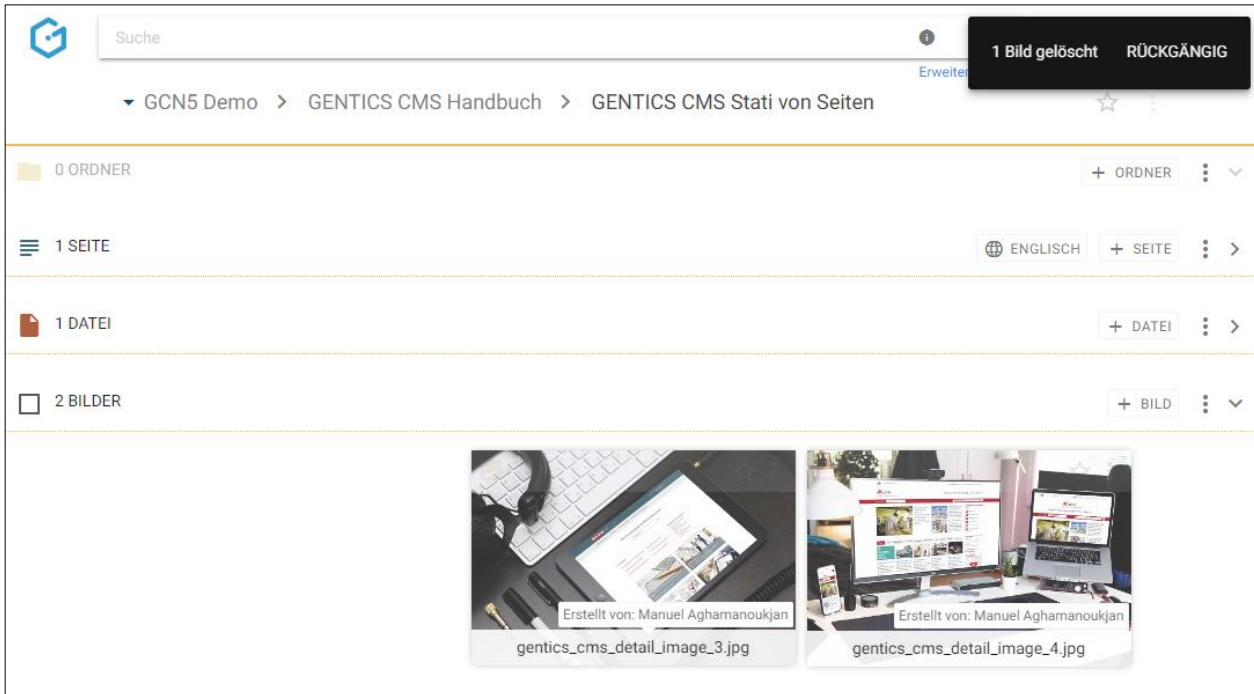 Suche
1 Bild gelöscht RÜCKGÄNGIG
Erweiter
GCN5 Demo > GENTICS CMS Handbuch > GENTICS CMS Stati von Seiten
0 ORDNER + ORDNER
1 SEITE ENGLISCH + SEITE
1 DATEI + DATEI
2 BILDER + BILD
Erstellt von: Manuel Aghamanoukjan Erstellt von: Manuel Aghamanoukjan
gentics_cms_detail_image_3.jpg gentics_cms_detail_image_4.jpg